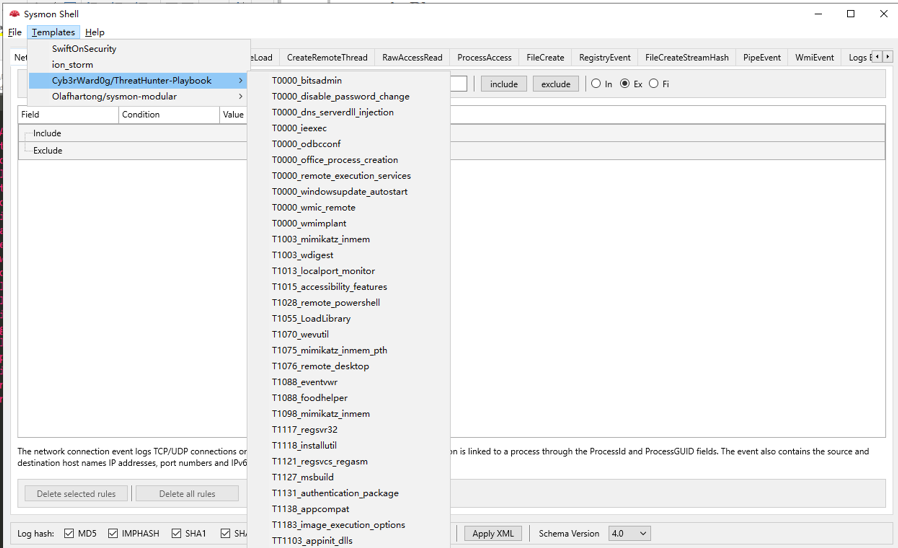 Sysmon Shell
File Templates Help
SwiftOnSecurity
ion_storm
Cyb3rWard0g/ThreatHunter-Playbook
Olafhartong/sysmon-modular
Net
eLoad CreateRemoteThread RawAccessRead ProcessAccess FileCreate RegistryEvent FileCreateStreamHash PipeEvent WmiEvent Logs E
include exclude In Ex Fi
Field Condition Value
Include
Exclude
T0000_bitsadmin
T0000_disable_password_change
T0000_dns_serverdll_injection
T0000_ieexec
T0000_odbcconf
T0000_office_process_creation
T0000_remote_execution_services
T0000_windowsupdate_autostart
T0000_wmic_remote
T0000_wmimplant
T1003_mimikatz_inmem
T1003_wdigest
T1013_localport_monitor
T1015_accessibility_features
T1028_remote_powershell
T1055_LoadLibrary
T1070_wevutil
T1075_mimikatz_inmem_pth
T1076_remote_desktop
T1088_eventvwr
T1088_foodhelper
T1098_mimikatz_inmem
T1117_regsvr32
T1118_installutil
T1121_regsvcs_regasm
T1127_msbuild
T1131_authentication_package
T1138_appcompat
T1183_image_execution_options
TT1103_appinit_dlls
The network connection event logs TCP/UDP connections or
on is linked to a process through the ProcessId and ProcessGUID fields. The event also contains the source and
destination host names IP addresses, port numbers and IPv6
Delete selected rules Delete all rules
Log hash: MD5 IMPHASH SHA1 SHA Apply XML Schema Version 4.0